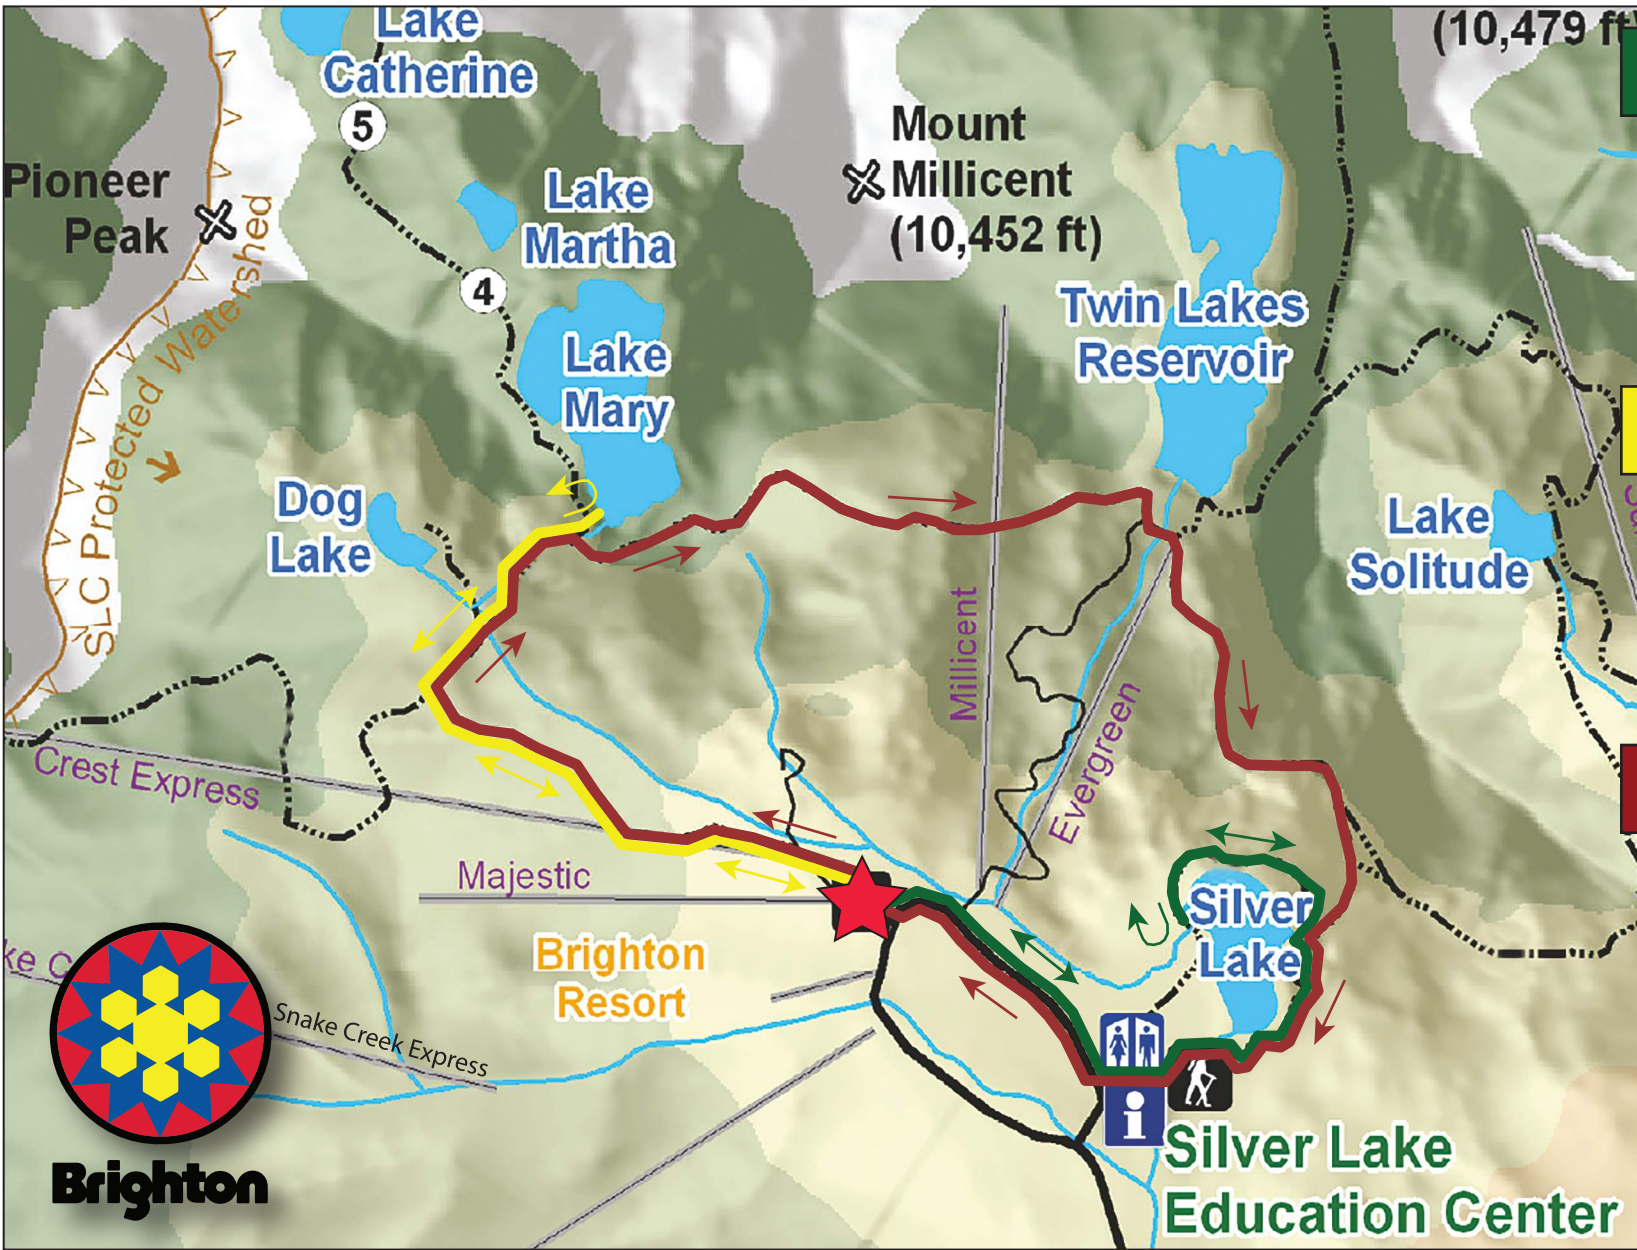 Lake
Catherine
(10,479 ft
5
Mount
Millicent
(10,452 ft)
Pioneer
Peak
Lake
Martha
4
SLC Protected Watershed
Twin Lakes
Reservoir
Lake
Mary
Dog
Lake
Lake
Solitude
Millicent
Evergreen
Crest Express
Majestic
Silver
Lake
Brighton
Resort
ke C
Snake Creek Express
i
Silver Lake
Education Center
Brighton